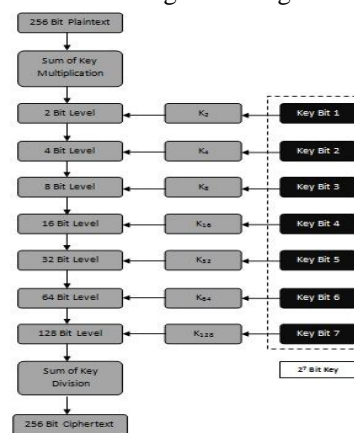 256 Bit Plaintext
Sum of Key
Multiplication
2 Bit Level
K₂
Key Bit 1
4 Bit Level
K₄
Key Bit 2
8 Bit Level
K₈
Key Bit 3
16 Bit Level
K₁₆
Key Bit 4
32 Bit Level
K₃₂
Key Bit 5
64 Bit Level
K₆₄
Key Bit 6
128 Bit Level
K₁₂₈
Key Bit 7
Sum of Key
Division
2⁷ Bit Key
256 Bit Ciphertext